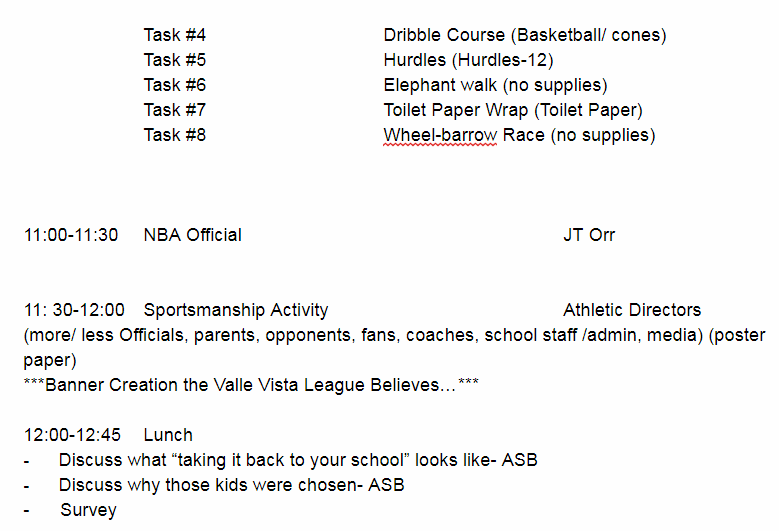 Task #4 Dribble Course (Basketball/ cones)
Task #5 Hurdles (Hurdles-12)
Task #6 Elephant walk (no supplies)
Task #7 Toilet Paper Wrap (Toilet Paper)
Task #8 Wheel-barrow Race (no supplies)
11:00-11:30 NBA Official JT Orr
11: 30-12:00 Sportsmanship Activity Athletic Directors
(more/ less Officials, parents, opponents, fans, coaches, school staff /admin, media) (poster
paper)
***Banner Creation the Valle Vista League Believes…***
12:00-12:45 Lunch
- Discuss what “taking it back to your school” looks like- ASB
- Discuss why those kids were chosen- ASB
- Survey